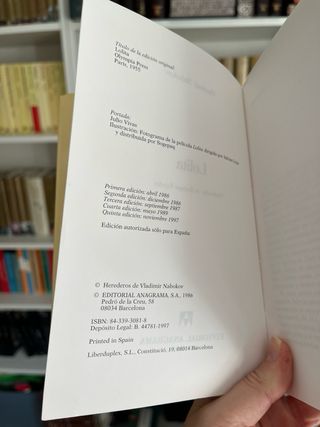 Título de la edición original:
Lolita
Olympia Press
París, 1955
Portada:
Julio Vivas
Ilustración: Fotograma de la película Lolita dirigida por Adrian Lyne
y distribuida por Sogepaq
Primera edición: abril 1986
Segunda edición: diciembre 1986
Tercera edición: septiembre 1987
Cuarta edición: mayo 1989
Quinta edición: noviembre 1997
Edición autorizada sólo para España
© Herederos de Vladimir Nabokov
© EDITORIAL ANAGRAMA, S.A., 1986
Pedró de la Creu, 58
08034 Barcelona
ISBN: 84-339-3081-8
Depósito Legal: B. 44781-1997
Printed in Spain
Liberduplex, S.L., Constitució, 19, 08014 Barcelona